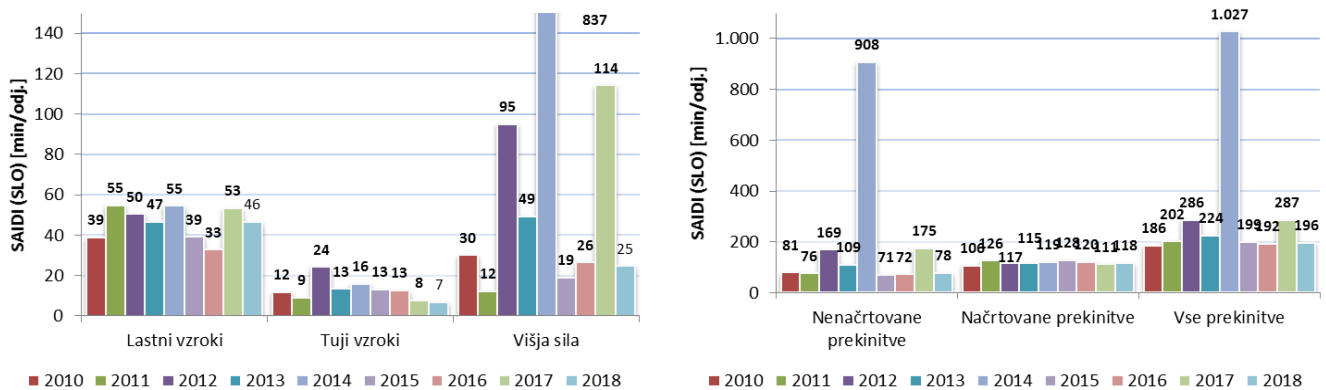 SAIDI (SLO) [min/odj.]
140
120
100
80
60
40
20
0
39 55 50 47 55 39 33 53 46
12 9 24 13 16 13 13 8 7
30 12 95 49 837 19 26 114 25
Lastni vzroki Tuji vzroki Višja sila
2010 2011 2012 2013 2014 2015 2016 2017 2018
SAIDI (SLO) [min/odj.]
1.000
800
600
400
200
0
81 76 169 109 908 71 72 175 78
106 126 117 115 119 128 120 111 118
186 202 286 224 1.027 199 192 287 196
Nenačrtovane
prekinitve
Načrtovane prekinitve
Vse prekinitve
2010 2011 2012 2013 2014 2015 2016 2017 2018